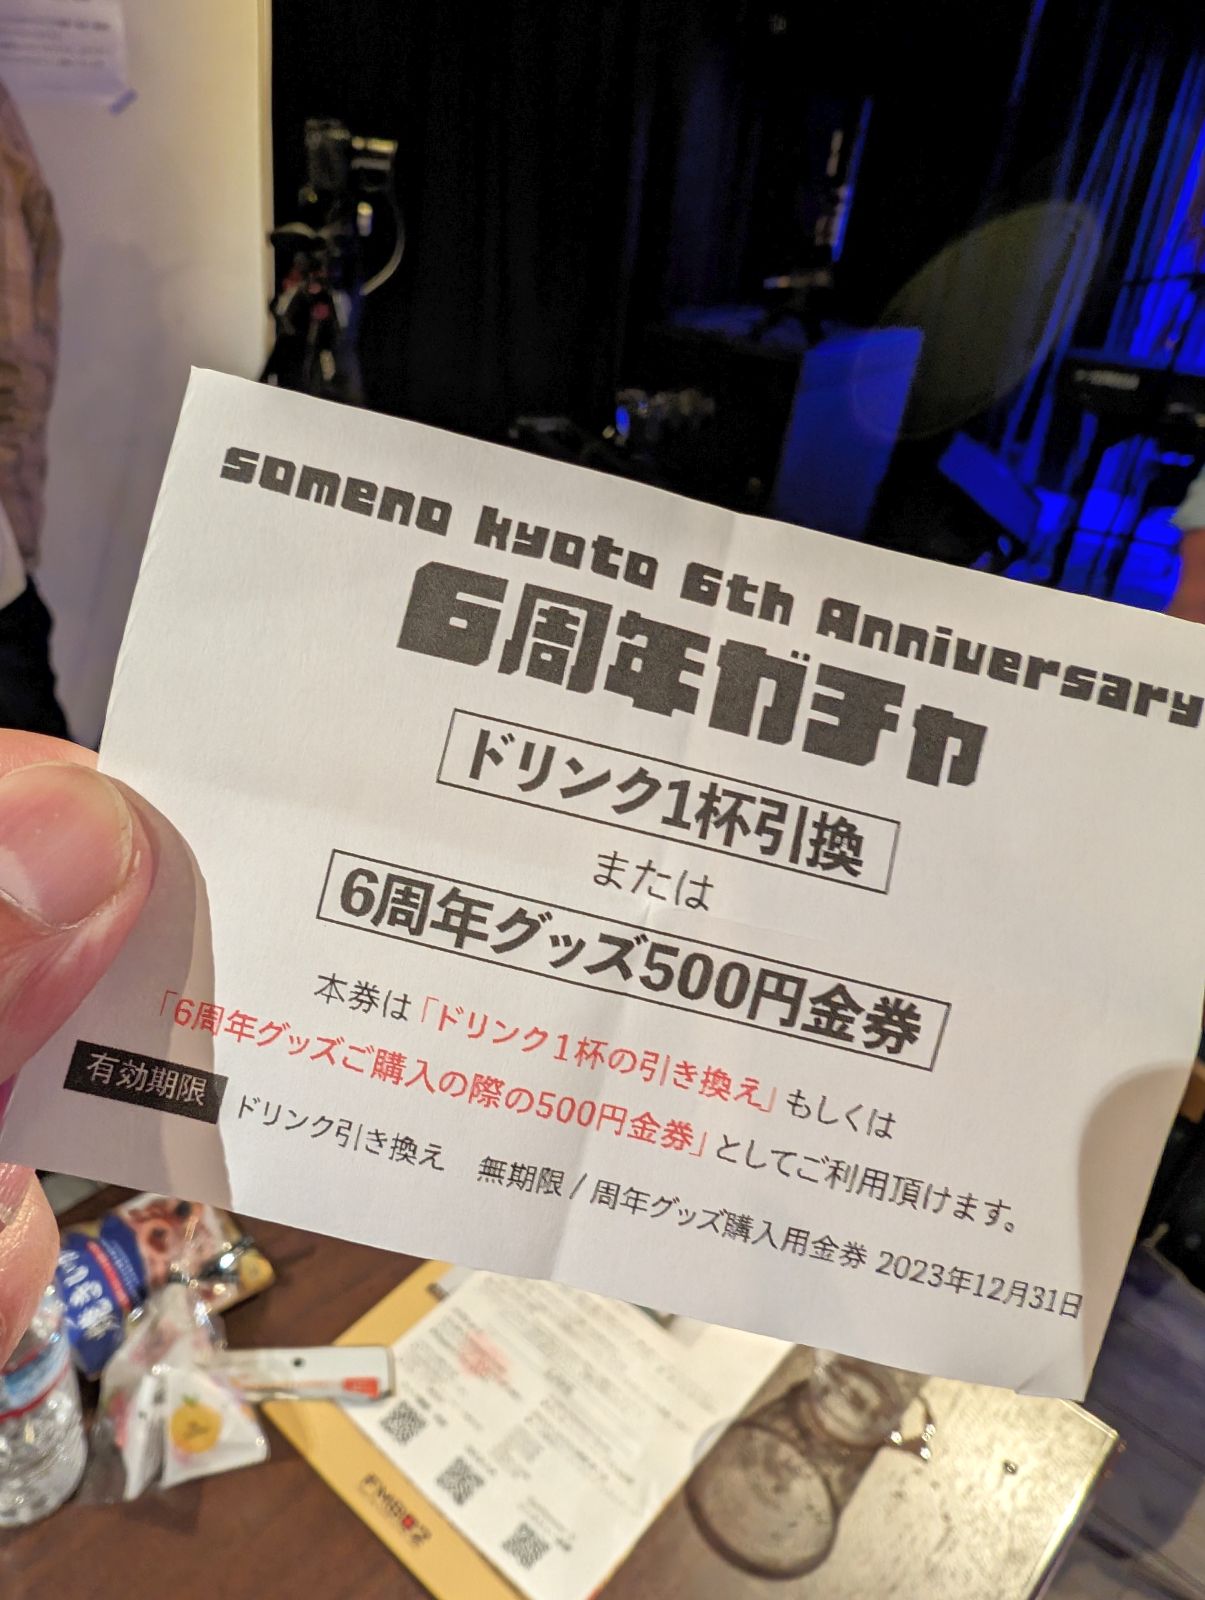 someno kyoto 6th Anniversary
6周年ガチャ
ドリンク1杯引換
または
6周年グッズ500円金券
本券は「ドリンク1杯の引き換え」もしくは
「6周年グッズご購入の際の500円金券」としてご利用頂けます。
有効期限 ドリンク引き換え 無期限 / 周年グッズ購入用金券 2023年12月31日